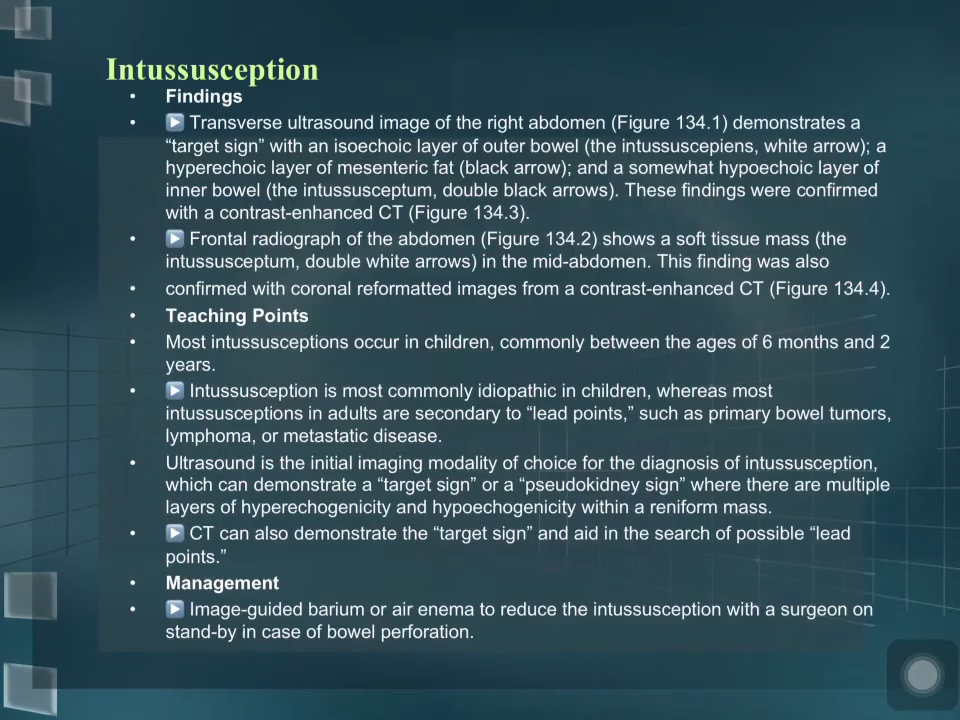 Intussusception
• Findings
• ▶ Transverse ultrasound image of the right abdomen (Figure 134.1) demonstrates a
“target sign” with an isoechoic layer of outer bowel (the intussuscepiens, white arrow); a
hyperechoic layer of mesenteric fat (black arrow); and a somewhat hypoechoic layer of
inner bowel (the intussusceptum, double black arrows). These findings were confirmed
with a contrast-enhanced CT (Figure 134.3).
• ▶ Frontal radiograph of the abdomen (Figure 134.2) shows a soft tissue mass (the
intussusceptum, double white arrows) in the mid-abdomen. This finding was also
• confirmed with coronal reformatted images from a contrast-enhanced CT (Figure 134.4).
• Teaching Points
• Most intussusceptions occur in children, commonly between the ages of 6 months and 2
years.
• ▶ Intussusception is most commonly idiopathic in children, whereas most
intussusceptions in adults are secondary to “lead points,” such as primary bowel tumors,
lymphoma, or metastatic disease.
• Ultrasound is the initial imaging modality of choice for the diagnosis of intussusception,
which can demonstrate a “target sign” or a “pseudokidney sign” where there are multiple
layers of hyperechogenicity and hypoechogenicity within a reniform mass.
• ▶ CT can also demonstrate the “target sign” and aid in the search of possible “lead
points.”
• Management
• ▶ Image-guided barium or air enema to reduce the intussusception with a surgeon on
stand-by in case of bowel perforation.